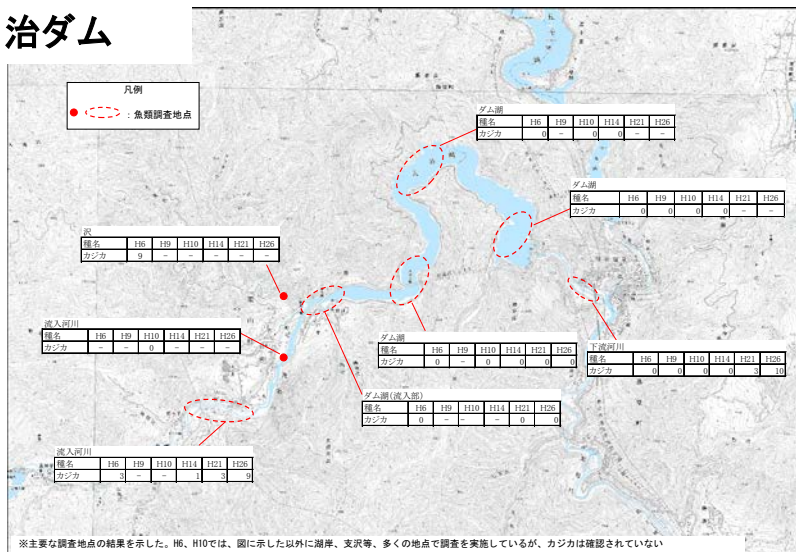 治ダム
凡例
：魚類調査地点
ダム湖
種名 H6 H9 H10 H14 H21 H26
カジカ 0 - 0 0 - -
ダム湖
種名 H6 H9 H10 H14 H21 H26
カジカ 0 0 0 0 - -
沢
種名 H6 H9 H10 H14 H21 H26
カジカ 9 - - - - -
流入河川
種名 H6 H9 H10 H14 H21 H26
カジカ - - 0 - - -
ダム湖
種名 H6 H9 H10 H14 H21 H26
カジカ 0 - 0 0 0 0
下流河川
種名 H6 H9 H10 H14 H21 H26
カジカ 0 0 0 0 3 10
ダム湖(流入部)
種名 H6 H9 H10 H14 H21 H26
カジカ 0 - - - 0 0
流入河川
種名 H6 H9 H10 H14 H21 H26
カジカ 3 - - 1 3 9
※主要な調査地点の結果を示した。H6、H10では、図に示した以外に湖岸、支沢等、多くの地点で調査を実施しているが、カジカは確認されていない